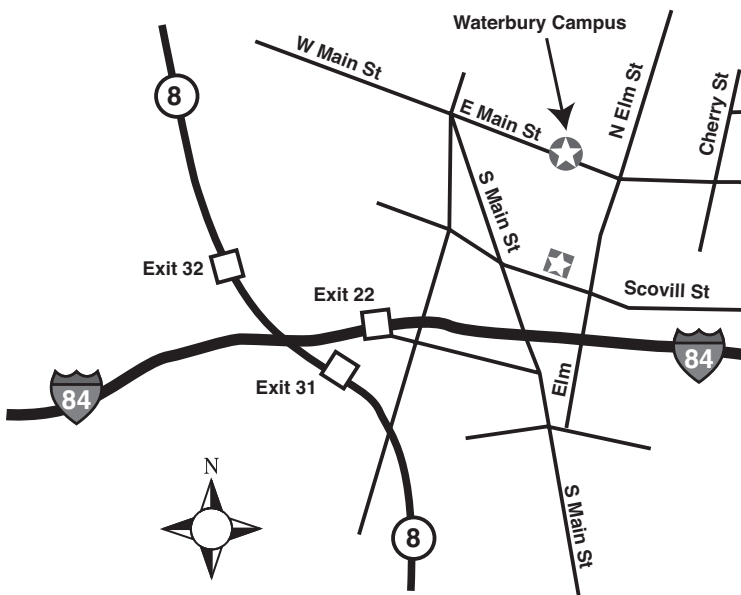 Waterbury Campus
W Main St
E Main St
N Elm St
Cherry St
8
S Main St
Exit 32
Exit 22
Scovill St
84
Exit 31
Elm
84
N
S Main St
8